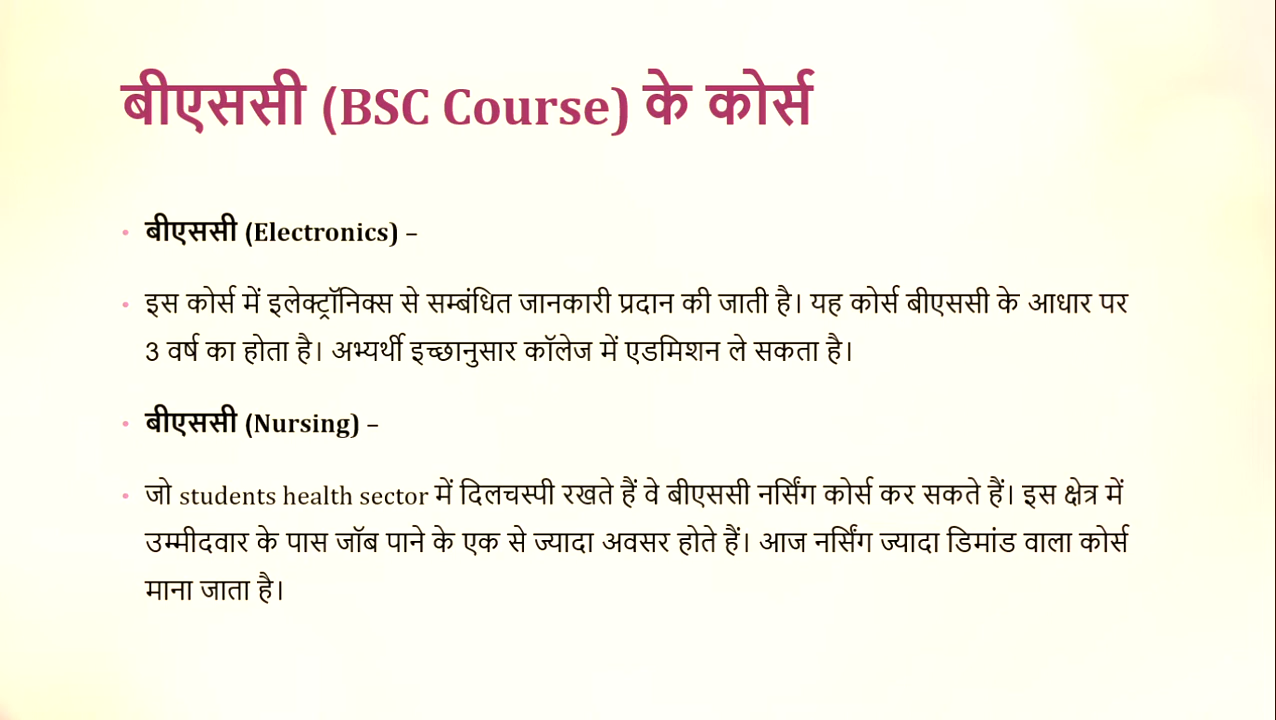 बीएससी (BSC Course) के कोर्स
• बीएससी (Electronics) –
• इस कोर्स में इलेक्ट्रॉनिक्स से सम्बंधित जानकारी प्रदान की जाती है। यह कोर्स बीएससी के आधार पर
3 वर्ष का होता है। अभ्यर्थी इच्छानुसार कॉलेज में एडमिशन ले सकता है।
• बीएससी (Nursing) –
• जो students health sector में दिलचस्पी रखते हैं वे बीएससी नर्सिंग कोर्स कर सकते हैं। इस क्षेत्र में
उम्मीदवार के पास जॉब पाने के एक से ज्यादा अवसर होते हैं। आज नर्सिंग ज्यादा डिमांड वाला कोर्स
माना जाता है।